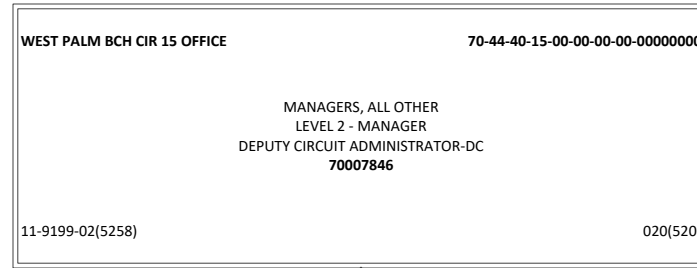 WEST PALM BCH CIR 15 OFFICE 70-44-40-15-00-00-00-00-00000000
MANAGERS, ALL OTHER
LEVEL 2 - MANAGER
DEPUTY CIRCUIT ADMINISTRATOR-DC
70007846
11-9199-02(5258) 020(520